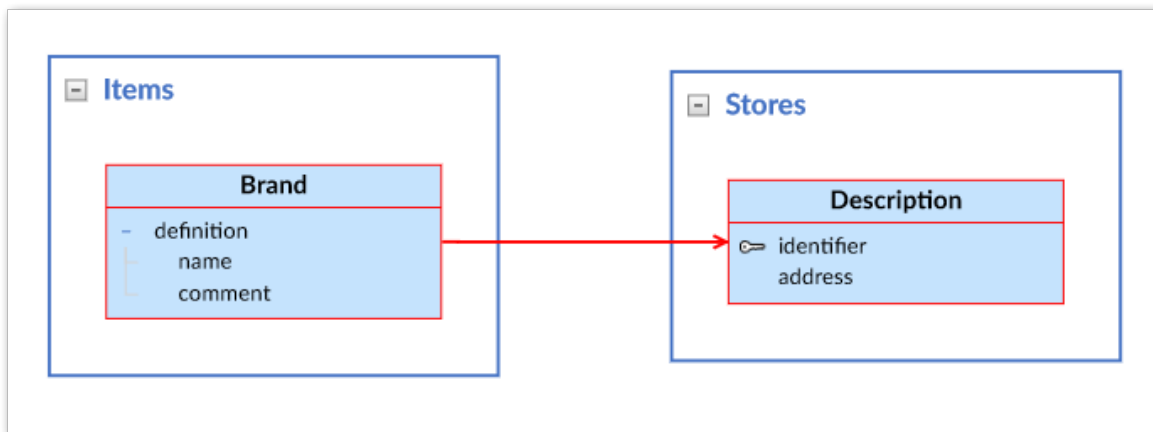 Items
Brand
definition
name
comment
Stores
Description
identifier
address